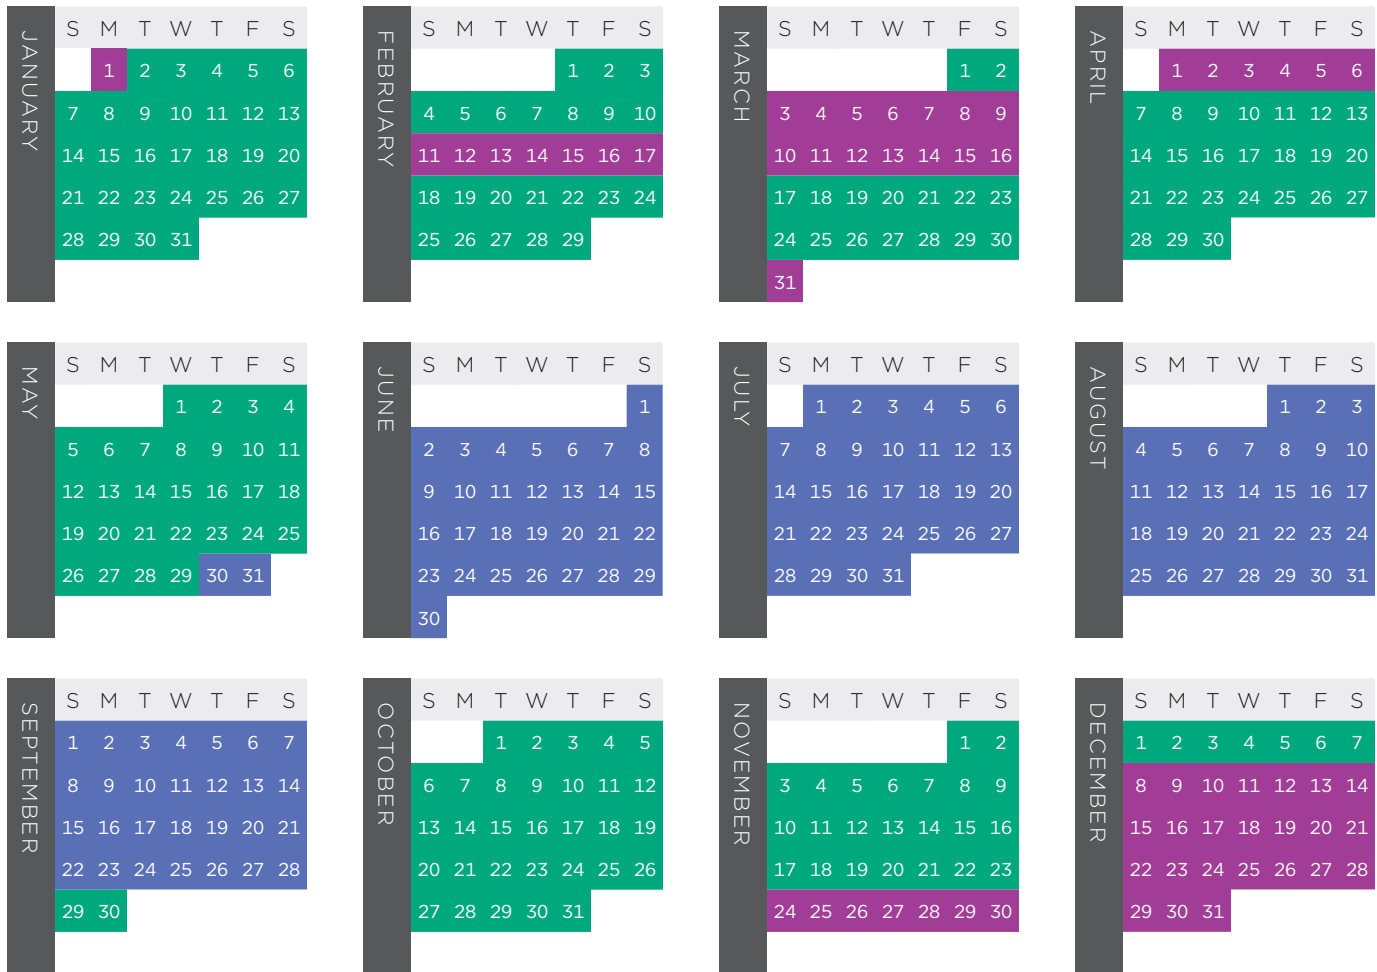 JANUARY
S M T W T F S
1 2 3 4 5 6
7 8 9 10 11 12 13
14 15 16 17 18 19 20
21 22 23 24 25 26 27
28 29 30 31
FEBRUARY
S M T W T F S
1 2 3
4 5 6 7 8 9 10
11 12 13 14 15 16 17
18 19 20 21 22 23 24
25 26 27 28 29
MARCH
S M T W T F S
1 2
3 4 5 6 7 8 9
10 11 12 13 14 15 16
17 18 19 20 21 22 23
24 25 26 27 28 29 30
31
APRIL
S M T W T F S
1 2 3 4 5 6
7 8 9 10 11 12 13
14 15 16 17 18 19 20
21 22 23 24 25 26 27
28 29 30
MAY
S M T W T F S
1 2 3 4
5 6 7 8 9 10 11
12 13 14 15 16 17 18
19 20 21 22 23 24 25
26 27 28 29 30 31
JUNE
S M T W T F S
1
2 3 4 5 6 7 8
9 10 11 12 13 14 15
16 17 18 19 20 21 22
23 24 25 26 27 28 29
30
JULY
S M T W T F S
1 2 3 4 5 6
7 8 9 10 11 12 13
14 15 16 17 18 19 20
21 22 23 24 25 26 27
28 29 30 31
AUGUST
S M T W T F S
1 2 3
4 5 6 7 8 9 10
11 12 13 14 15 16 17
18 19 20 21 22 23 24
25 26 27 28 29 30 31
SEPTEMBER
S M T W T F S
1 2 3 4 5 6 7
8 9 10 11 12 13 14
15 16 17 18 19 20 21
22 23 24 25 26 27 28
29 30
OCTOBER
S M T W T F S
1 2 3 4 5
6 7 8 9 10 11 12
13 14 15 16 17 18 19
20 21 22 23 24 25 26
27 28 29 30 31
NOVEMBER
S M T W T F S
1 2
3 4 5 6 7 8 9
10 11 12 13 14 15 16
17 18 19 20 21 22 23
24 25 26 27 28 29 30
DECEMBER
S M T W T F S
1 2 3 4 5 6 7
8 9 10 11 12 13 14
15 16 17 18 19 20 21
22 23 24 25 26 27 28
29 30 31